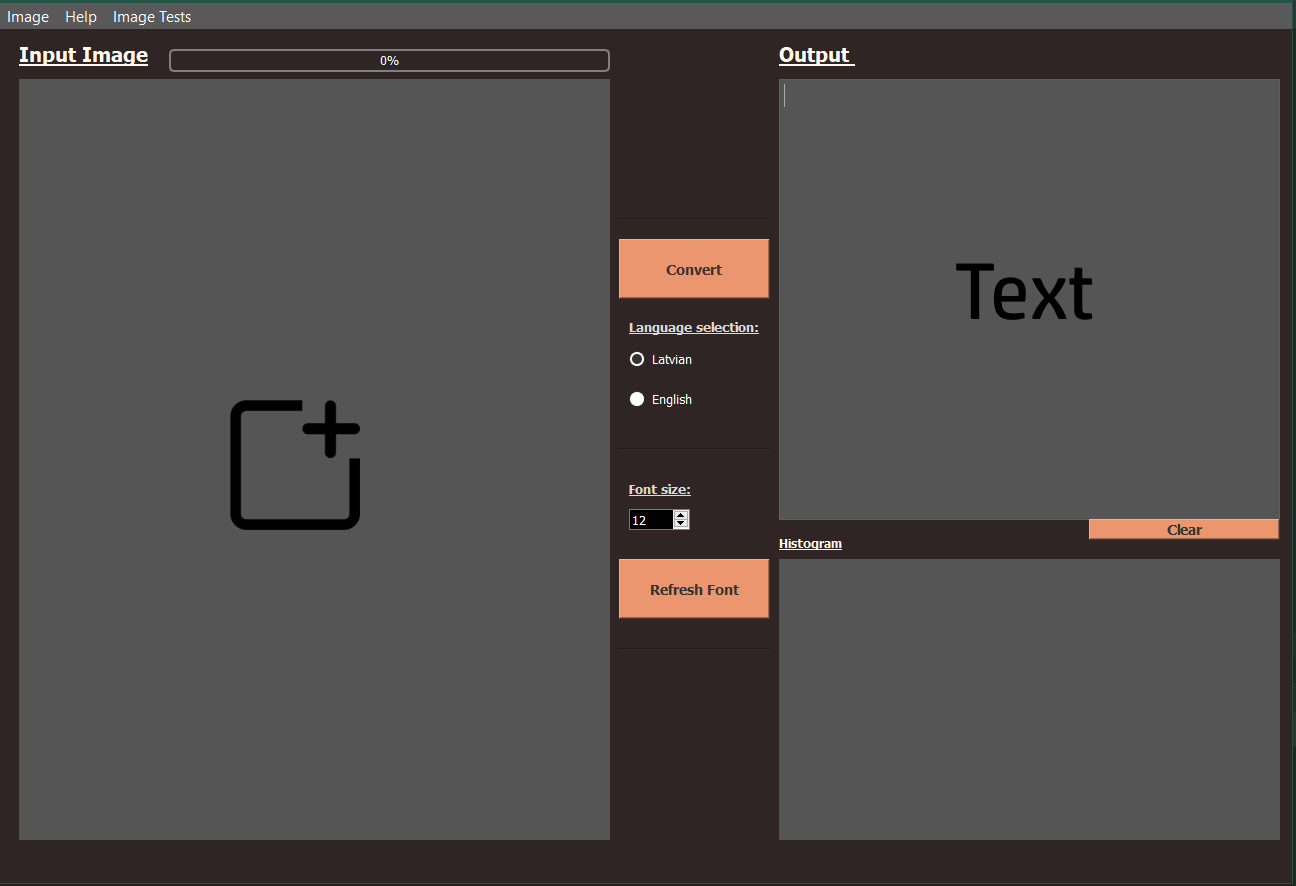 Image Help Image Tests
Input Image
0%
Output
Text
Convert
Language selection:
Latvian
English
Font size:
12
Refresh Font
Clear
Histogram